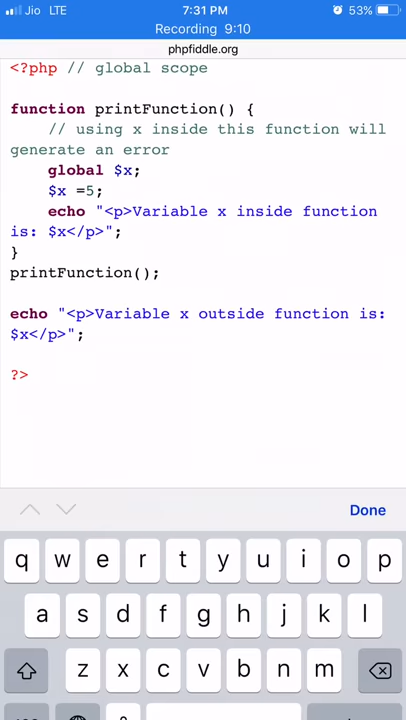 Jio LTE 7:31 PM 53%
Recording 9:10
phpfiddle.org
<?php // global scope
function printFunction() {
// using x inside this function will
generate an error
global $x;
$x =5;
echo "<p>Variable x inside function
is: $x</p>";
}
printFunction();
echo "<p>Variable x outside function is:
$x</p>";
?>
Done
q w e r t y u i o p
a s d f g h j k l
z x c v b n m